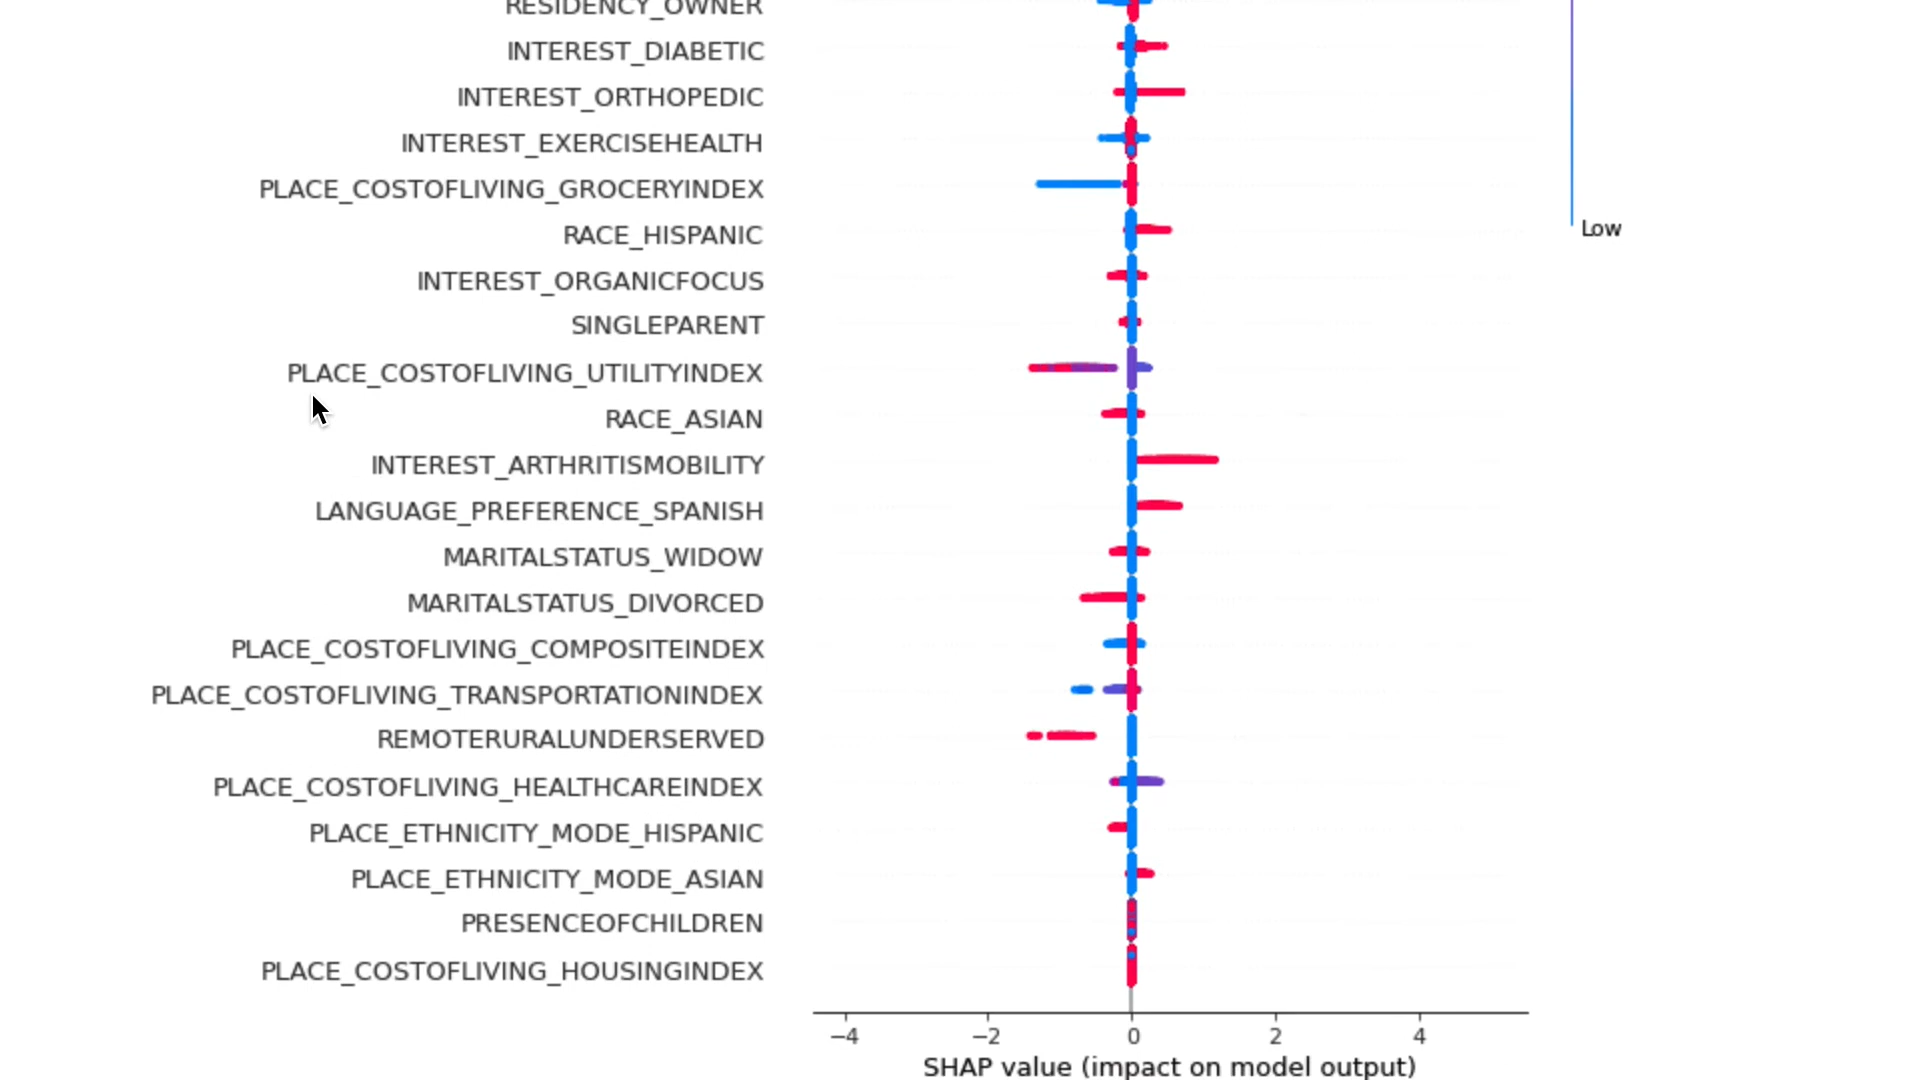 RESIDENCY_OWNER
INTEREST_DIABETIC
INTEREST_ORTHOPEDIC
INTEREST_EXERCISEHEALTH
PLACE_COSTOFLIVING_GROCERYINDEX
RACE_HISPANIC
Low
INTEREST_ORGANICFOCUS
SINGLEPARENT
PLACE_COSTOFLIVING_UTILITYINDEX
RACE_ASIAN
INTEREST_ARTHRITISMOBILITY
LANGUAGE_PREFERENCE_SPANISH
MARITALSTATUS_WIDOW
MARITALSTATUS_DIVORCED
PLACE_COSTOFLIVING_COMPOSITEINDEX
PLACE_COSTOFLIVING_TRANSPORTATIONINDEX
REMOTERURALUNDERSERVED
PLACE_COSTOFLIVING_HEALTHCAREINDEX
PLACE_ETHNICITY_MODE_HISPANIC
PLACE_ETHNICITY_MODE_ASIAN
PRESENCEOFCHILDREN
PLACE_COSTOFLIVING_HOUSINGINDEX
−4 −2 0 2 4
SHAP value (impact on model output)